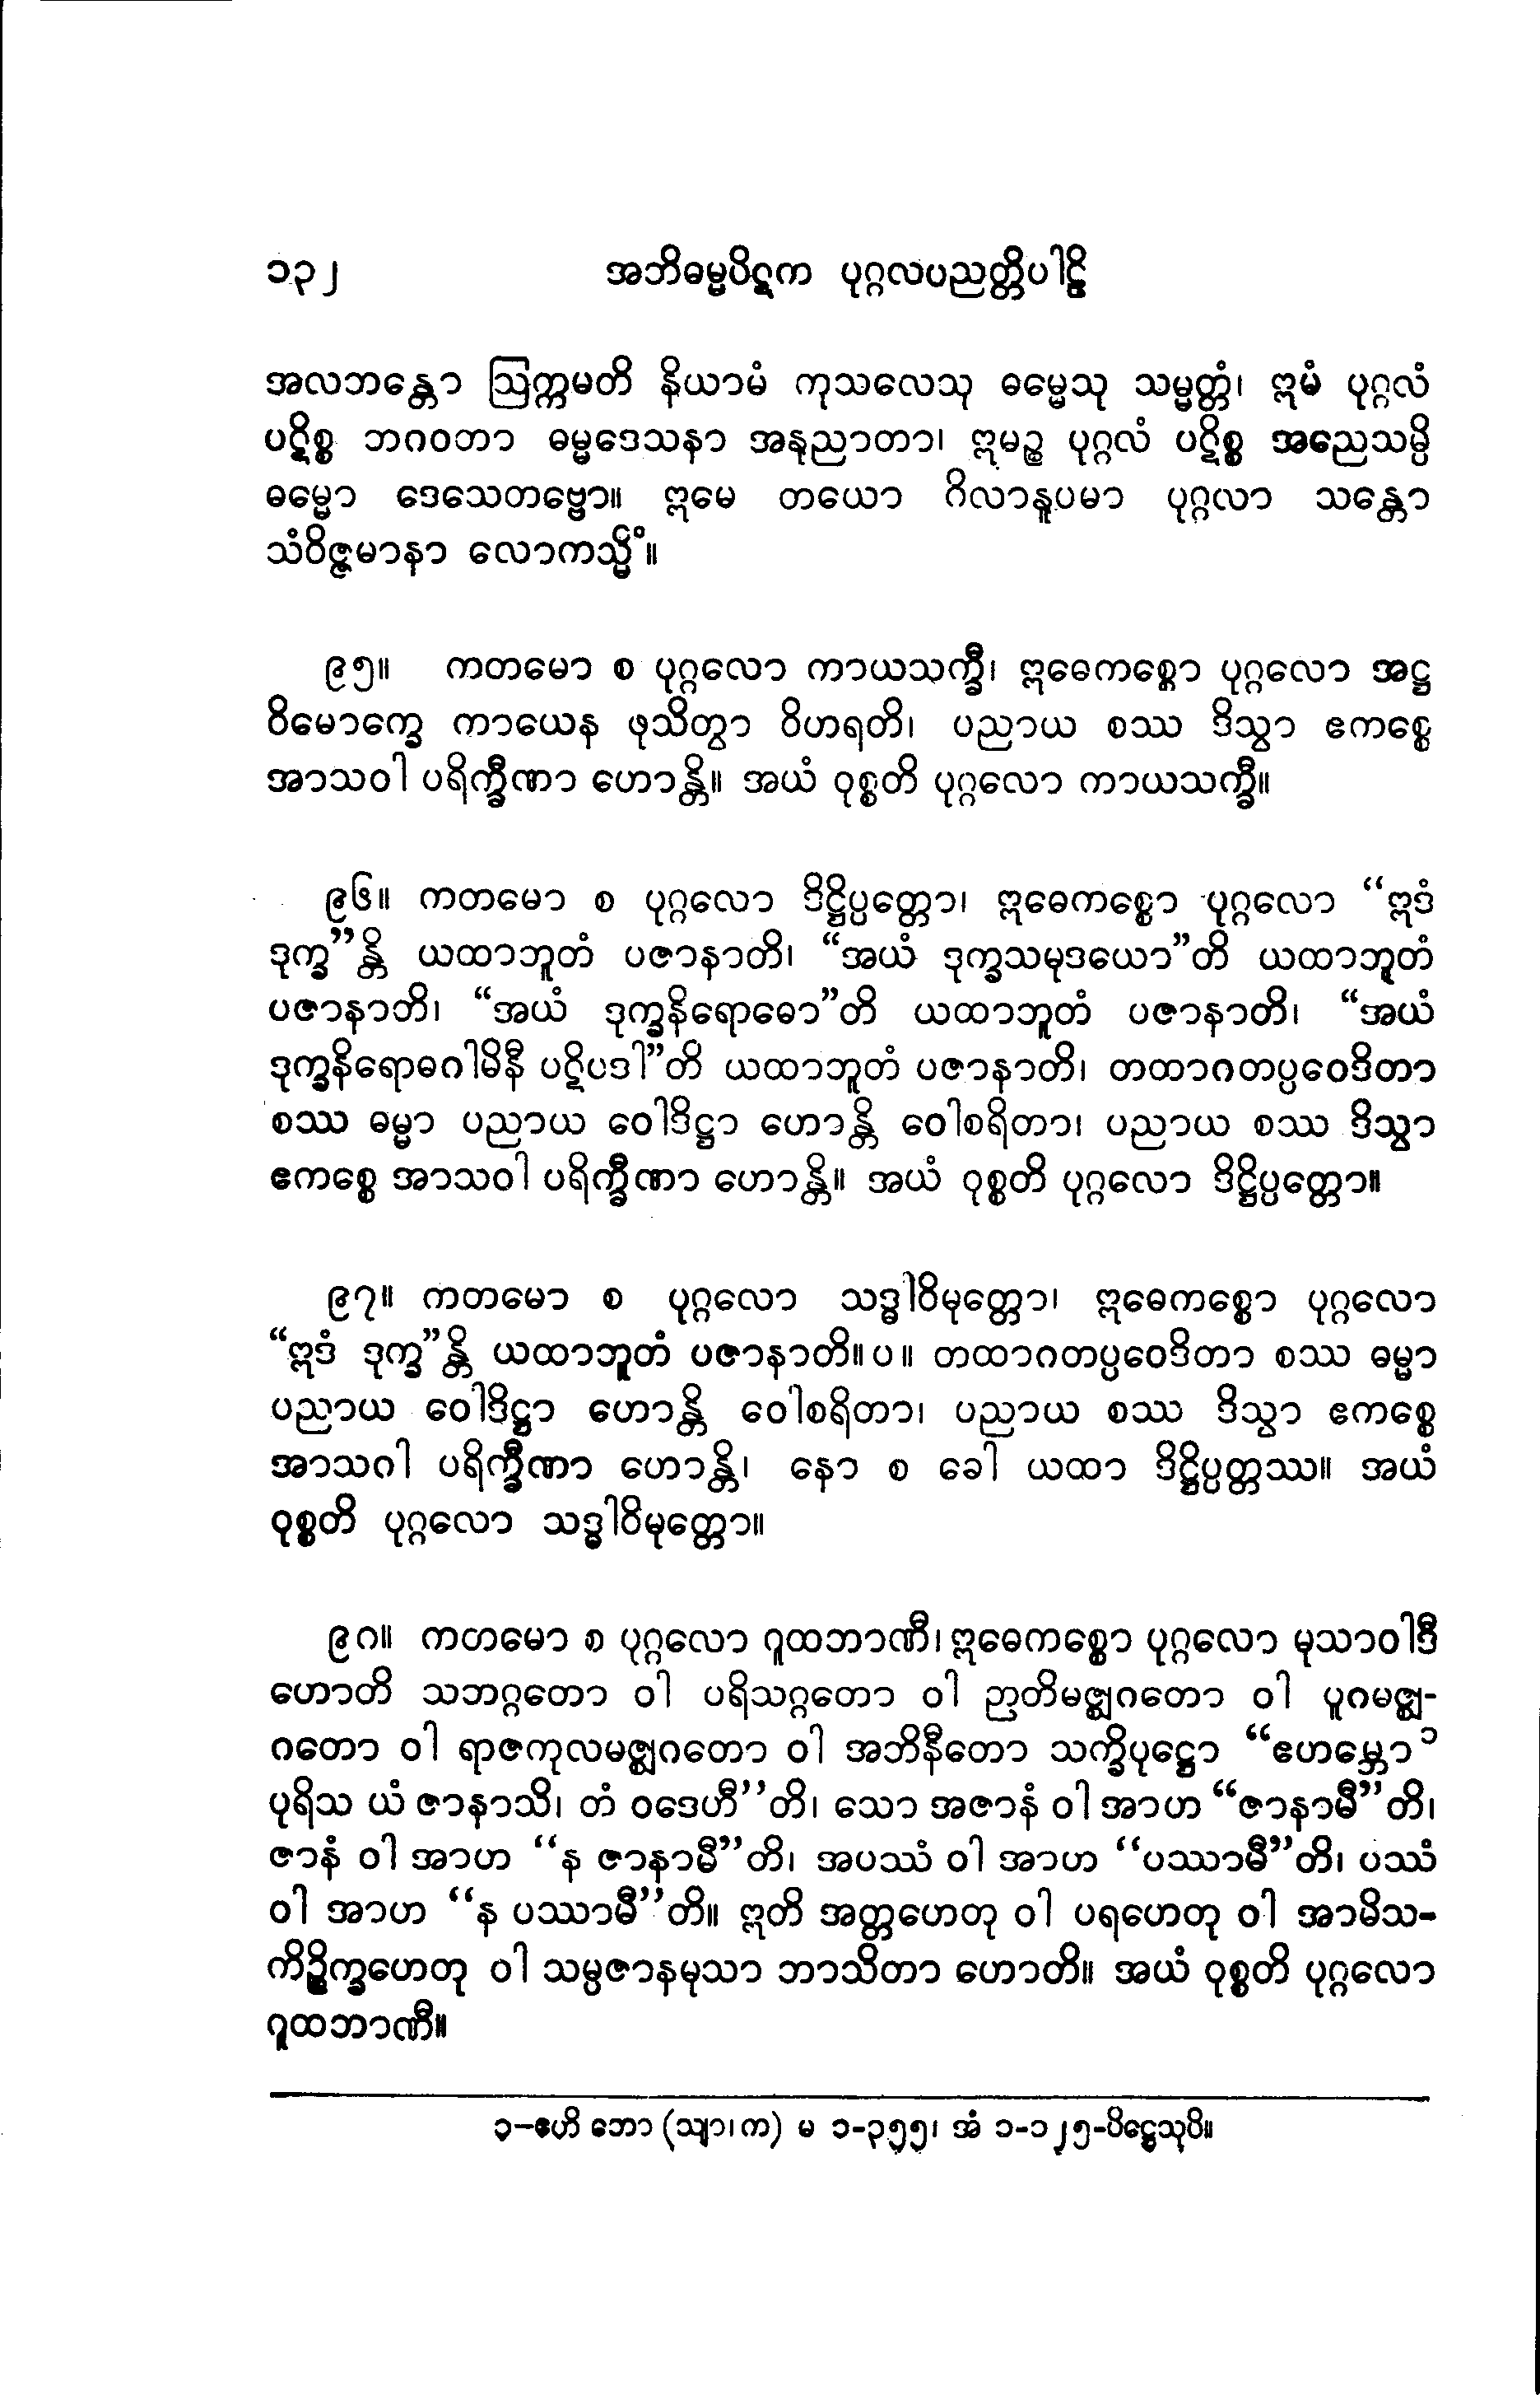 ၁၃၂ အဘိဓမ္မပိဋက ပုဂ္ဂလပညတ္တိပါဠိ
အလဘန္တော ဩက္ကမတိ နိယာမံ ကုသလေသု ဓမ္မေသု သမ္မတ္တံ၊ ဣမံ ပုဂ္ဂလံ
ပဋိစ္စ ဘဂဝတာ ဓမ္မဒေသနာ အနုညာတာ၊ ဣမဉ္စ ပုဂ္ဂလံ ပဋိစ္စ အညေသမ္ပိ
ဓမ္မော ဒေသေတဗ္ဗော။ ဣမေ တယော ဂိလာနူပမာ ပုဂ္ဂလာ သန္တော
သံဝိဇ္ဇမာနာ လောကသ္မိံ။
၉၅။ ကတမော စ ပုဂ္ဂလော ကာယသက္ခီ၊ ဣဓေကစ္စော ပုဂ္ဂလော အဋ္ဌ
ဝိမောက္ခေ ကာယေန ဖုသိတွာ ဝိဟရတိ၊ ပညာယ စဿ ဒိသွာ ဧကစ္စေ
အာသဝါ ပရိက္ခီဏာ ဟောန္တိ။ အယံ ဝုစ္စတိ ပုဂ္ဂလော ကာယသက္ခီ။
၉၆။ ကတမော စ ပုဂ္ဂလော ဒိဋ္ဌိပ္ပတ္တော၊ ဣဓေကစ္စော ပုဂ္ဂလော “ဣဒံ
ဒုက္ခ”န္တိ ယထာဘူတံ ပဇာနာတိ၊ “အယံ ဒုက္ခသမုဒယော”တိ ယထာဘူတံ
ပဇာနာတိ၊ “အယံ ဒုက္ခနိရောဓော”တိ ယထာဘူတံ ပဇာနာတိ၊ “အယံ
ဒုက္ခနိရောဓဂါမိနီ ပဋိပဒါ”တိ ယထာဘူတံ ပဇာနာတိ၊ တထာဂတပ္ပဝေဒိတာ
စဿ ဓမ္မာ ပညာယ ဝေါဒိဋ္ဌာ ဟောန္တိ ဝေါစရိတာ၊ ပညာယ စဿ ဒိသွာ
ဧကစ္စေ အာသဝါ ပရိက္ခီဏာ ဟောန္တိ။ အယံ ဝုစ္စတိ ပုဂ္ဂလော ဒိဋ္ဌိပ္ပတ္တော။
၉၇။ ကတမော စ ပုဂ္ဂလော သဒ္ဓါဝိမုတ္တော၊ ဣဓေကစ္စော ပုဂ္ဂလော
“ဣဒံ ဒုက္ခ”န္တိ ယထာဘူတံ ပဇာနာတိ။ပ။ တထာဂတပ္ပဝေဒိတာ စဿ ဓမ္မာ
ပညာယ ဝေါဒိဋ္ဌာ ဟောန္တိ ဝေါစရိတာ၊ ပညာယ စဿ ဒိသွာ ဧကစ္စေ
အာသဂါ ပရိက္ခီဏာ ဟောန္တိ၊ နော စ ခေါ ယထာ ဒိဋ္ဌိပ္ပတ္တဿ။ အယံ
ဝုစ္စတိ ပုဂ္ဂလော သဒ္ဓါဝိမုတ္တော။
၉၈။ ကတမော စ ပုဂ္ဂလော ဂူထဘာဏီ၊ ဣဓေကစ္စော ပုဂ္ဂလော မုသာဝါဒီ
ဟောတိ သဘဂ္ဂတော ဝါ ပရိသဂ္ဂတော ဝါ ဉာတိမဇ္ဈဂတော ဝါ ပူဂမဇ္ဈ-
ဂတော ဝါ ရာဇကုလမဇ္ဈဂတော ဝါ အဘိနီတော သက္ခိပုဋ္ဌော “ဧဟမ္ဘော ၁
ပုရိသ ယံ ဇာနာသိ၊ တံ ဝဒေဟီ”တိ၊ သော အဇာနံ ဝါ အာဟ “ဇာနာမီ”တိ၊
ဇာနံ ဝါ အာဟ “န ဇာနာမီ”တိ၊ အပဿံ ဝါ အာဟ “ပဿာမီ”တိ၊ ပဿံ
ဝါ အာဟ “န ပဿာမီ”တိ။ ဣတိ အတ္တဟေတု ဝါ ပရဟေတု ဝါ အာမိသ-
ကိဉ္စိက္ခဟေတု ဝါ သမ္ပဇာနမုသာ ဘာသိတာ ဟောတိ။ အယံ ဝုစ္စတိ ပုဂ္ဂလော
ဂူထဘာဏီ။
၁-ဧဟိ ဘော (သျာ၊ က) မ ၁-၃၅၅၊ အံ ၁-၁၂၅-ပိဋ္ဌေသုပိ။